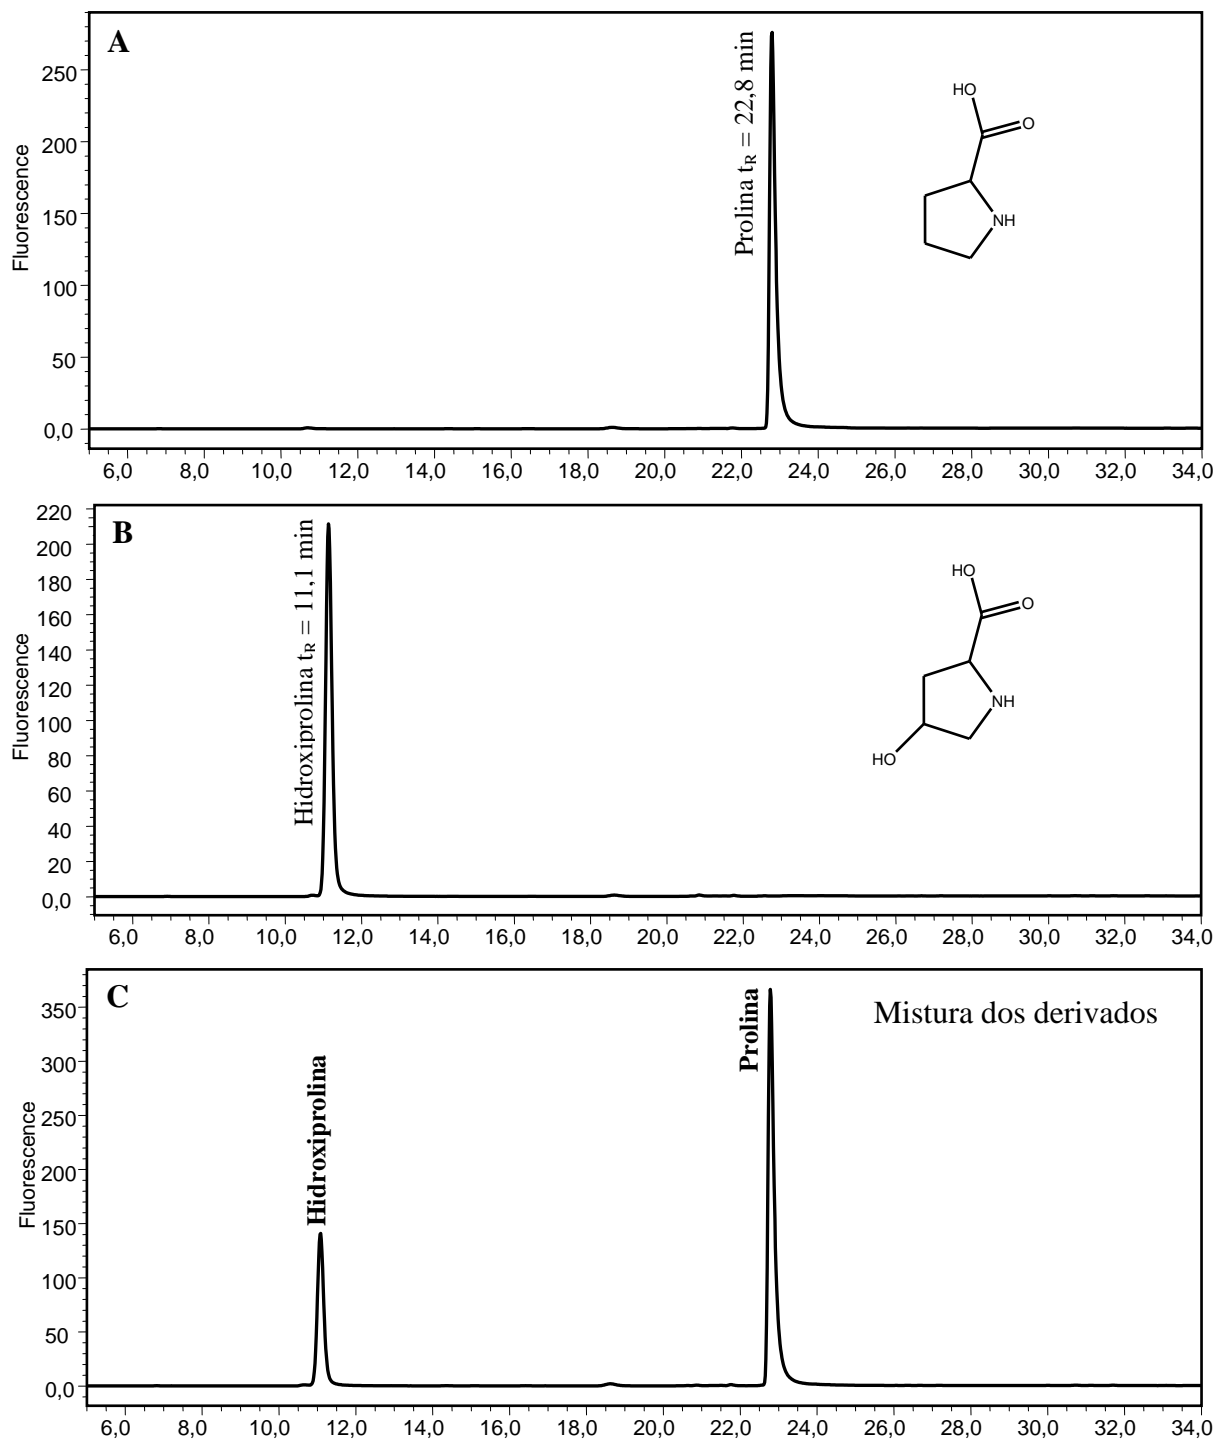 A
Prolina tR = 22,8 min
Fluorescence
250
200
150
100
50
0,0
HO
O
NH
6,0 8,0 10,0 12,0 14,0 16,0 18,0 20,0 22,0 24,0 26,0 28,0 30,0 32,0 34,0
B
Hidroxiprolina tR = 11,1 min
Fluorescence
220
200
180
160
140
120
100
80
60
40
20
0,0
HO
O
NH
HO
6,0 8,0 10,0 12,0 14,0 16,0 18,0 20,0 22,0 24,0 26,0 28,0 30,0 32,0 34,0
C
Hidroxiprolina
Prolina
Mistura dos derivados
Fluorescence
350
300
250
200
150
100
50
0,0
6,0 8,0 10,0 12,0 14,0 16,0 18,0 20,0 22,0 24,0 26,0 28,0 30,0 32,0 34,0